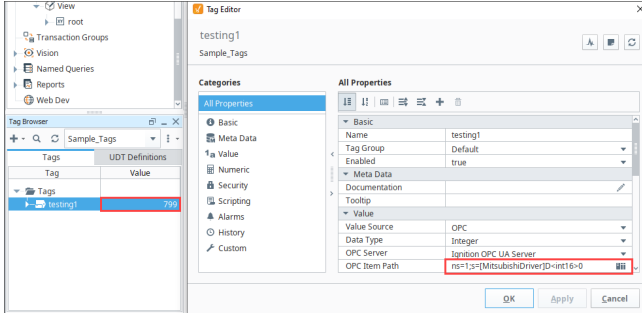 View
root
Transaction Groups
Vision
Named Queries
Reports
Web Dev
Tag Browser
Sample_Tags
Tags UDT Definitions
Tag Value
Tags
testing1 799
Tag Editor
testing1
Sample_Tags
Categories
All Properties
Basic
Meta Data
1a Value
Numeric
Security
Scripting
Alarms
History
Custom
All Properties
Basic
Name testing1
Tag Group Default
Enabled true
Meta Data
Documentation
Tooltip
Value
Value Source OPC
Data Type Integer
OPC Server Ignition OPC UA Server
OPC Item Path ns=1;s=[MitsubishiDriver]D<int16>0
OK Apply Cancel